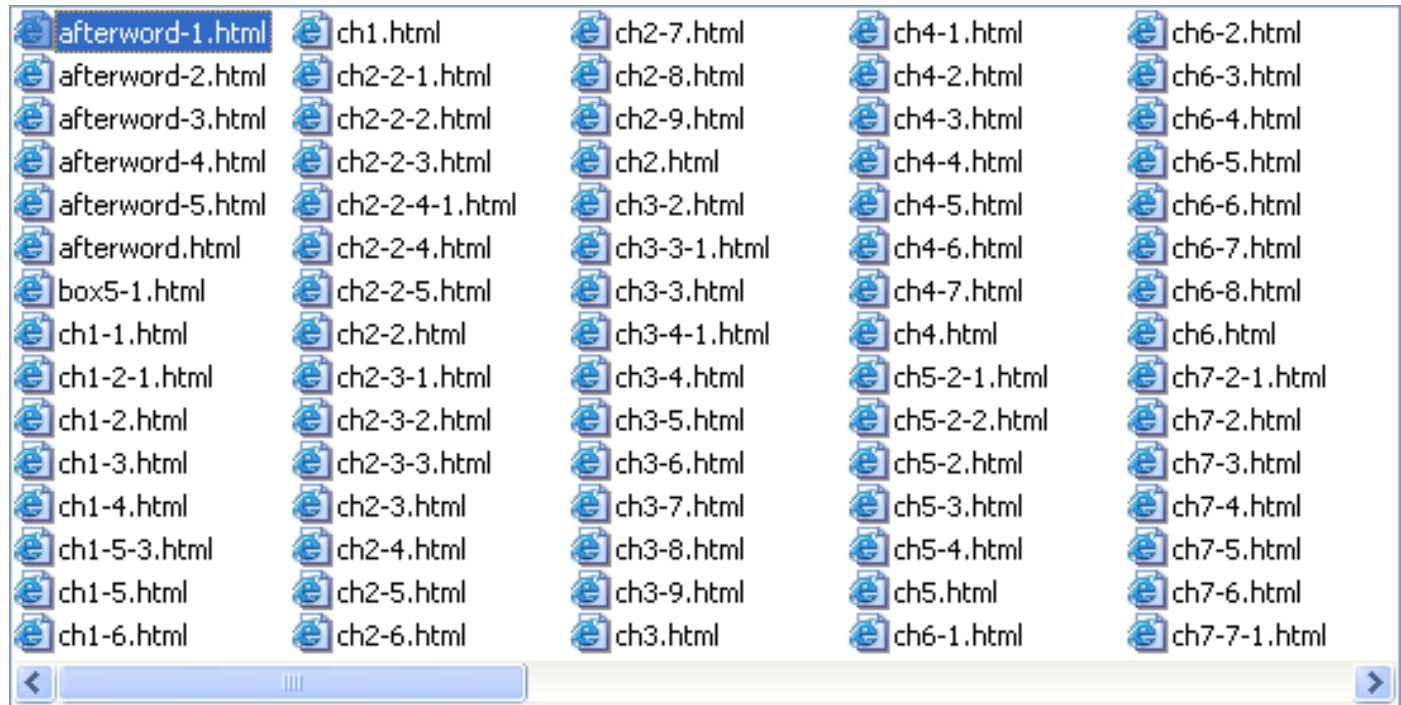 afterword-1.html
afterword-2.html
afterword-3.html
afterword-4.html
afterword-5.html
afterword.html
box5-1.html
ch1-1.html
ch1-2-1.html
ch1-2.html
ch1-3.html
ch1-4.html
ch1-5-3.html
ch1-5.html
ch1-6.html
ch1.html
ch2-2-1.html
ch2-2-2.html
ch2-2-3.html
ch2-2-4-1.html
ch2-2-4.html
ch2-2-5.html
ch2-2.html
ch2-3-1.html
ch2-3-2.html
ch2-3-3.html
ch2-3.html
ch2-4.html
ch2-5.html
ch2-6.html
ch2-7.html
ch2-8.html
ch2-9.html
ch2.html
ch3-2.html
ch3-3-1.html
ch3-3.html
ch3-4-1.html
ch3-4.html
ch3-5.html
ch3-6.html
ch3-7.html
ch3-8.html
ch3-9.html
ch3.html
ch4-1.html
ch4-2.html
ch4-3.html
ch4-4.html
ch4-5.html
ch4-6.html
ch4-7.html
ch4.html
ch5-2-1.html
ch5-2-2.html
ch5-2.html
ch5-3.html
ch5-4.html
ch5.html
ch6-1.html
ch6-2.html
ch6-3.html
ch6-4.html
ch6-5.html
ch6-6.html
ch6-7.html
ch6-8.html
ch6.html
ch7-2-1.html
ch7-2.html
ch7-3.html
ch7-4.html
ch7-5.html
ch7-6.html
ch7-7-1.html